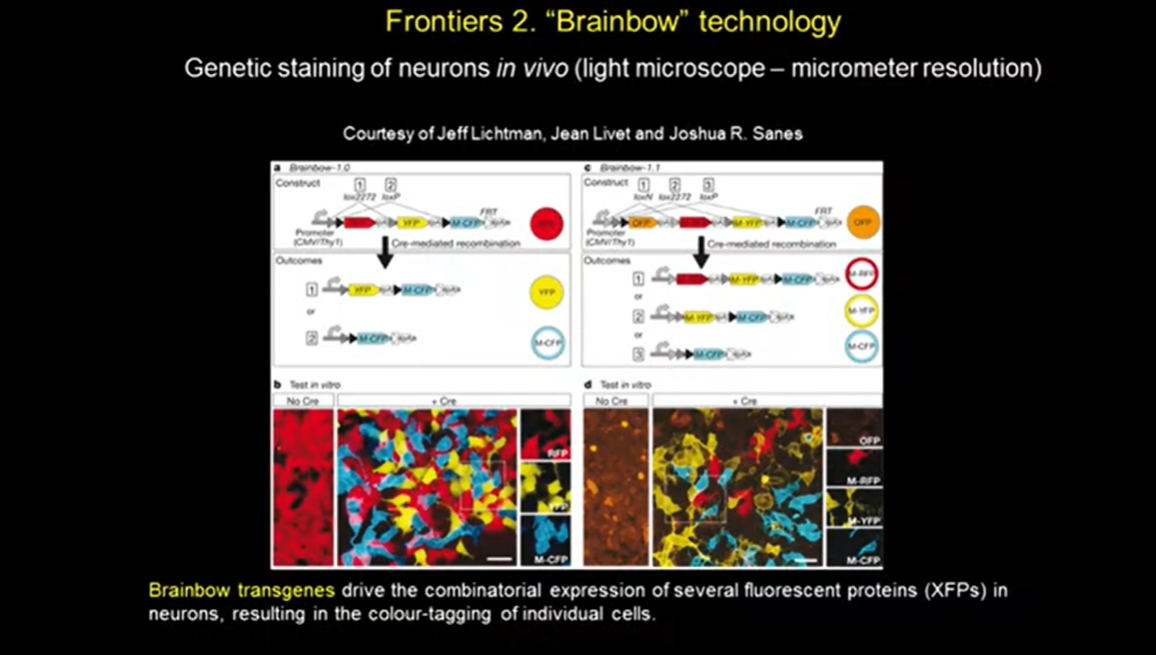 Frontiers 2. “Brainbow” technology
Genetic staining of neurons in vivo (light microscope – micrometer resolution)
Courtesy of Jeff Lichtman, Jean Livet and Joshua R. Sanes
a Brainbow-1.0
Construct 1 2
lox2272 loxP
FRT
YFP M-CFP
Promoter
(CMV/Thy1)
Cre-mediated recombination
Outcomes
1 YFP M-CFP YFP
or
2 M-CFP M-CFP
b Test in vitro
No Cre + Cre
RFP
YFP
M-CFP
c Brainbow-1.1
Construct 1 2 3
loxN lox2272 loxP
FRT
OFP M-YFP M-CFP OFP
Promoter
(CMV/Thy1)
Cre-mediated recombination
Outcomes
1 M-YFP M-CFP M-RFP
or
2 M-YFP M-CFP M-YFP
or
3 M-CFP M-CFP
d Test in vitro
No Cre + Cre
OFP
M-RFP
M-YFP
M-CFP
Brainbow transgenes drive the combinatorial expression of several fluorescent proteins (XFPs) in
neurons, resulting in the colour-tagging of individual cells.